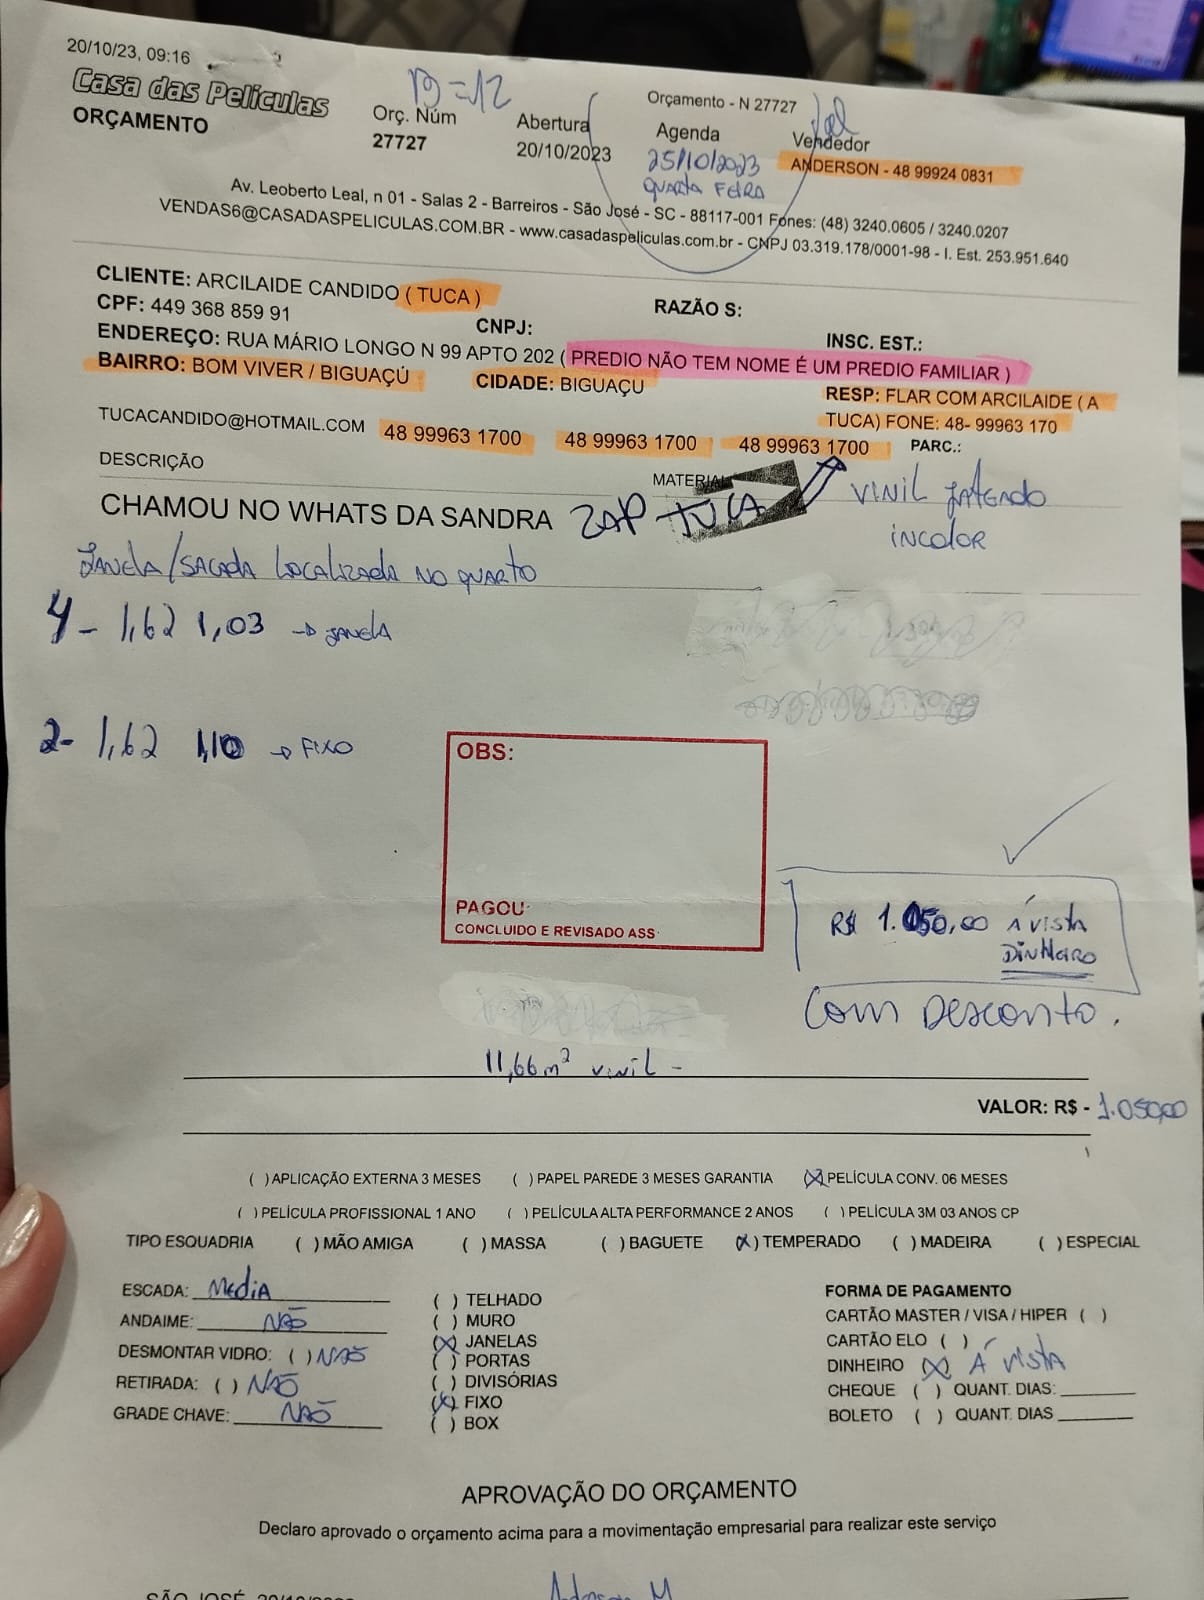 20/10/23, 09:16
Orçamento - N 27727
Casa das Películas
ORÇAMENTO
19=12
Orç. Núm
27727
Abertura
20/10/2023
Agenda
25/10/2023
QUARTA FEIRA
Vendedor
ANDERSON - 48 99924 0831
Av. Leoberto Leal, n 01 - Salas 2 - Barreiros - São José - SC - 88117-001 Fones: (48) 3240.0605 / 3240.0207
VENDAS6@CASADASPELICULAS.COM.BR - www.casadaspeliculas.com.br - CNPJ 03.319.178/0001-98 - I. Est. 253.951.640
CLIENTE: ARCILAIDE CANDIDO ( TUCA )
RAZÃO S:
CPF: 449 368 859 91
CNPJ:
INSC. EST.:
ENDEREÇO: RUA MÁRIO LONGO N 99 APTO 202 ( PREDIO NÃO TEM NOME É UM PREDIO FAMILIAR )
BAIRRO: BOM VIVER / BIGUAÇÚ
CIDADE: BIGUAÇU
RESP: FLAR COM ARCILAIDE ( A
TUCA) FONE: 48- 99963 170
TUCACANDIDO@HOTMAIL.COM 48 99963 1700 48 99963 1700 48 99963 1700 PARC.:
DESCRIÇÃO
MATERIAL
CHAMOU NO WHATS DA SANDRA ZAP TUCA
VINIL JATEADO
INCOLOR
JANELA/SACADA LOCALIZADA NO QUARTO
4- 1,62 1,03 → JANELA
2- 1,62 1,10 → FIXO
OBS:
PAGOU
CONCLUIDO E REVISADO ASS
R$ 1.050,00 Á VISTA
DINHEIRO
COM DESCONTO.
11,66m² vinil -
VALOR: R$ - 1.050,00
( ) APLICAÇÃO EXTERNA 3 MESES ( ) PAPEL PAREDE 3 MESES GARANTIA (X) PELÍCULA CONV. 06 MESES
( ) PELÍCULA PROFISSIONAL 1 ANO ( ) PELÍCULA ALTA PERFORMANCE 2 ANOS ( ) PELÍCULA 3M 03 ANOS CP
TIPO ESQUADRIA ( ) MÃO AMIGA ( ) MASSA ( ) BAGUETE (X) TEMPERADO ( ) MADEIRA ( ) ESPECIAL
ESCADA: MEDIA
ANDAIME: NÃO
DESMONTAR VIDRO: ( ) NÃO
RETIRADA: ( ) NÃO
GRADE CHAVE: NÃO
( ) TELHADO
( ) MURO
(X) JANELAS
( ) PORTAS
( ) DIVISÓRIAS
(X) FIXO
( ) BOX
FORMA DE PAGAMENTO
CARTÃO MASTER / VISA / HIPER ( )
CARTÃO ELO ( )
DINHEIRO (X) Á VISTA
CHEQUE ( ) QUANT. DIAS:
BOLETO ( ) QUANT. DIAS
APROVAÇÃO DO ORÇAMENTO
Declaro aprovado o orçamento acima para a movimentação empresarial para realizar este serviço
SÃO JOSÉ
Anderson M